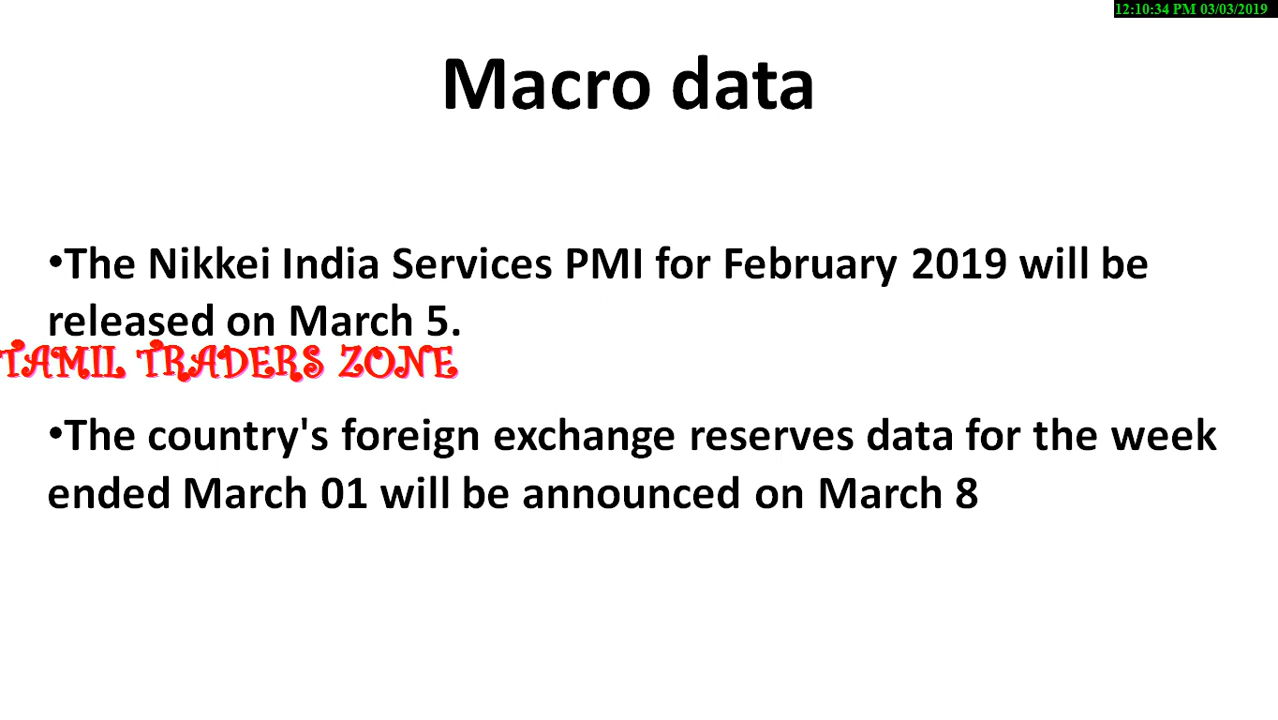 12:10:34 PM 03/03/2019
Macro data
•The Nikkei India Services PMI for February 2019 will be
released on March 5.
TAMIL TRADERS ZONE
•The country's foreign exchange reserves data for the week
ended March 01 will be announced on March 8